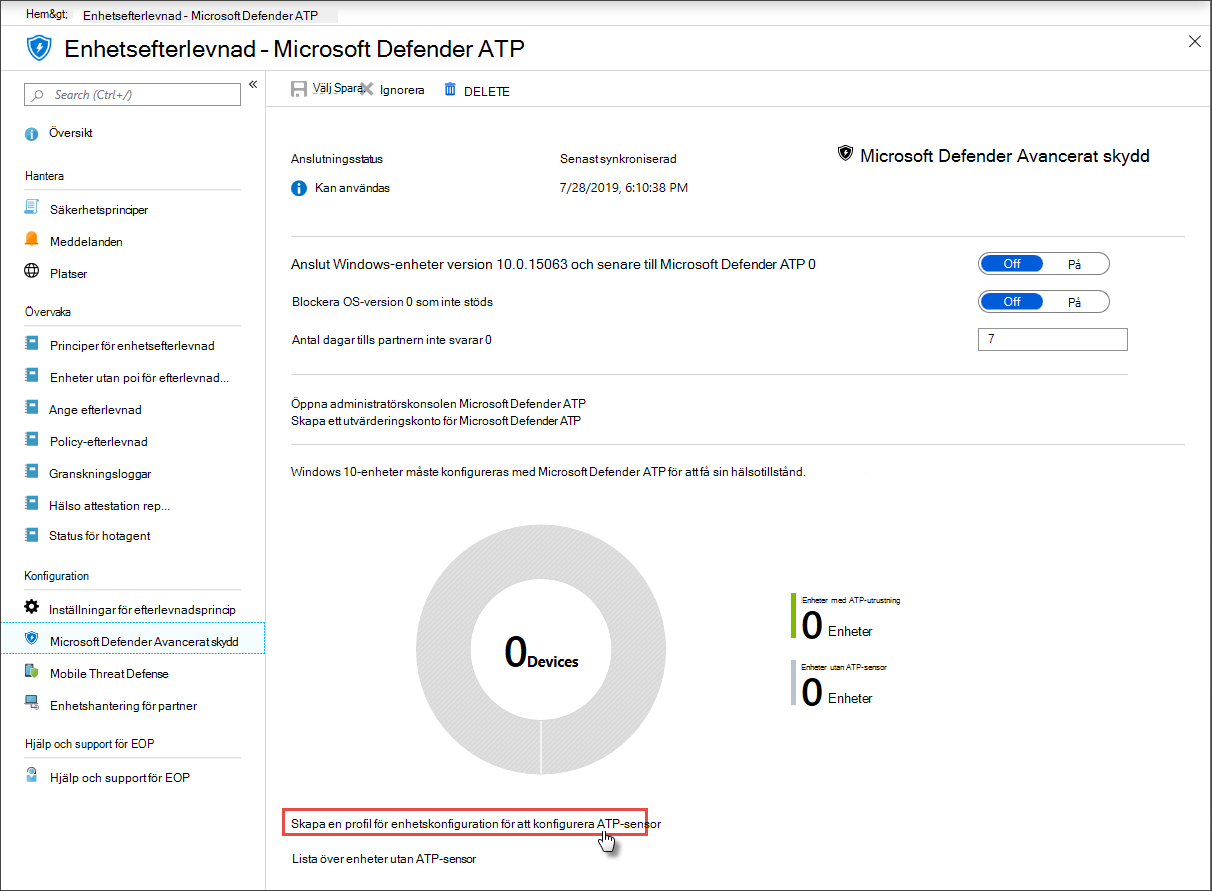 Hem&gt; Enhetsefterlevnad - Microsoft Defender ATP
Enhetsefterlevnad - Microsoft Defender ATP
Search (Ctrl+/)
«
Översikt
Hantera
Säkerhetsprinciper
Meddelanden
Platser
Övervaka
Principer för enhetsefterlevnad
Enheter utan poi för efterlevnad...
Ange efterlevnad
Policy-efterlevnad
Granskningsloggar
Hälso attestation rep...
Status för hotagent
Konfiguration
Inställningar för efterlevnadsprincip
Microsoft Defender Avancerat skydd
Mobile Threat Defense
Enhetshantering för partner
Hjälp och support för EOP
Hjälp och support för EOP
Välj Spara. Ignorera DELETE
Anslutningsstatus
Kan användas
Senast synkroniserad
7/28/2019, 6:10:38 PM
Microsoft Defender Avancerat skydd
Anslut Windows-enheter version 10.0.15063 och senare till Microsoft Defender ATP 0
Off På
Blockera OS-version 0 som inte stöds
Off På
Antal dagar tills partnern inte svarar 0
7
Öppna administratörskonsolen Microsoft Defender ATP
Skapa ett utvärderingskonto för Microsoft Defender ATP
Windows 10-enheter måste konfigureras med Microsoft Defender ATP för att få sin hälsotillstånd.
0 Devices
Enheter med ATP-utrustning
0 Enheter
Enheter utan ATP-sensor
0 Enheter
Skapa en profil för enhetskonfiguration för att konfigurera ATP-sensor
Lista över enheter utan ATP-sensor